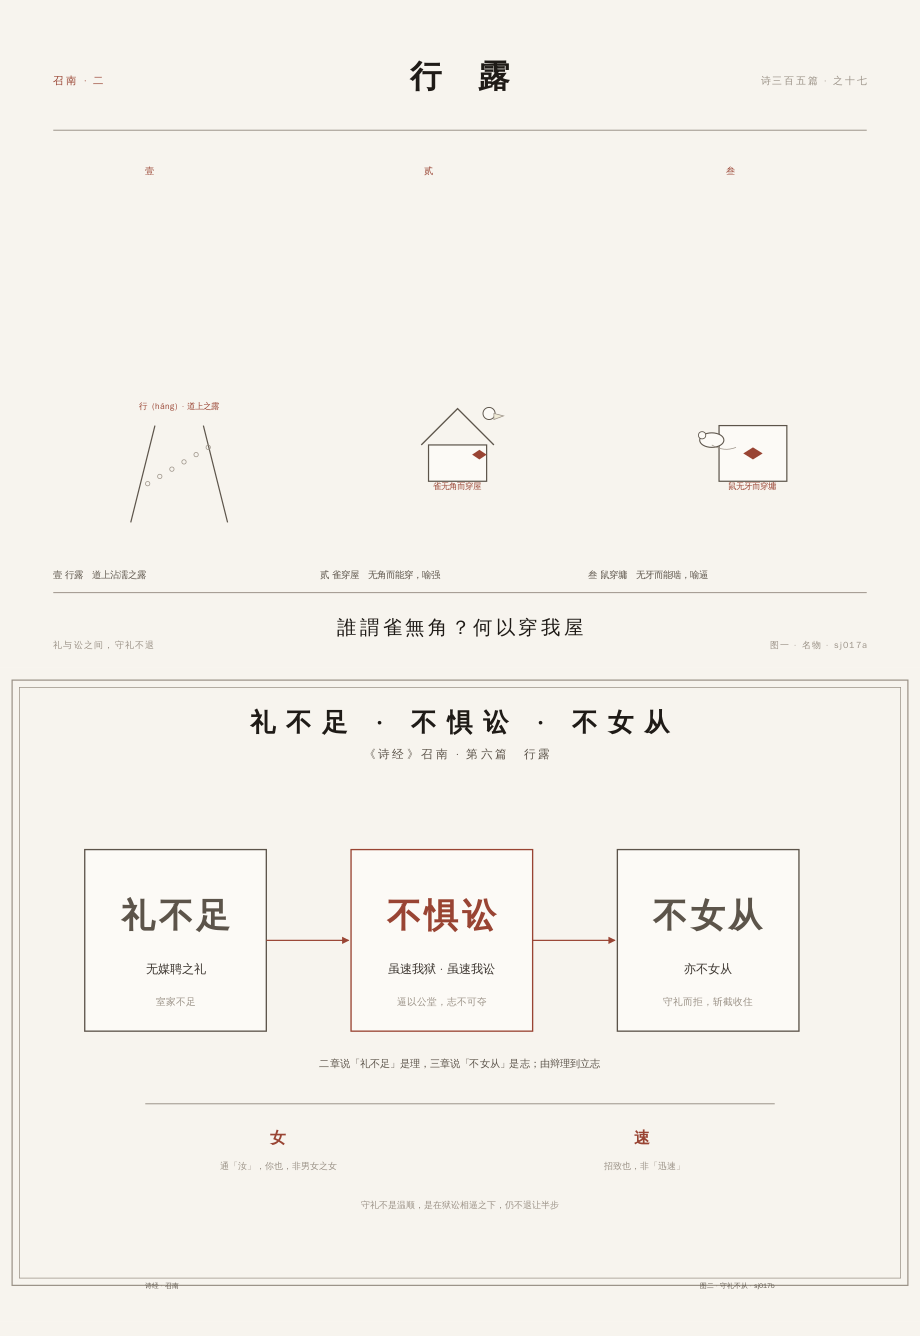 召南 · 二
行 露
诗三百五篇 · 之十七
壹
贰
叁
行（háng）· 道上之露
雀无角而穿屋
鼠无牙而穿墉
壹 行露　道上沾濡之露
贰 雀穿屋　无角而能穿，喻强
叁 鼠穿墉　无牙而能啮，喻逼
誰謂雀無角？何以穿我屋
礼与讼之间，守礼不退
图一 · 名物 · sj017a
礼不足 · 不惧讼 · 不女从
《诗经》召南 · 第六篇　行露
礼不足
无媒聘之礼
室家不足
不惧讼
虽速我狱 · 虽速我讼
逼以公堂，志不可夺
不女从
亦不女从
守礼而拒，斩截收住
二章说「礼不足」是理，三章说「不女从」是志；由辩理到立志
女
通「汝」，你也，非男女之女
速
招致也，非「迅速」
守礼不是温顺，是在狱讼相逼之下，仍不退让半步
诗经 · 召南
图二 · 守礼不从 · sj017b